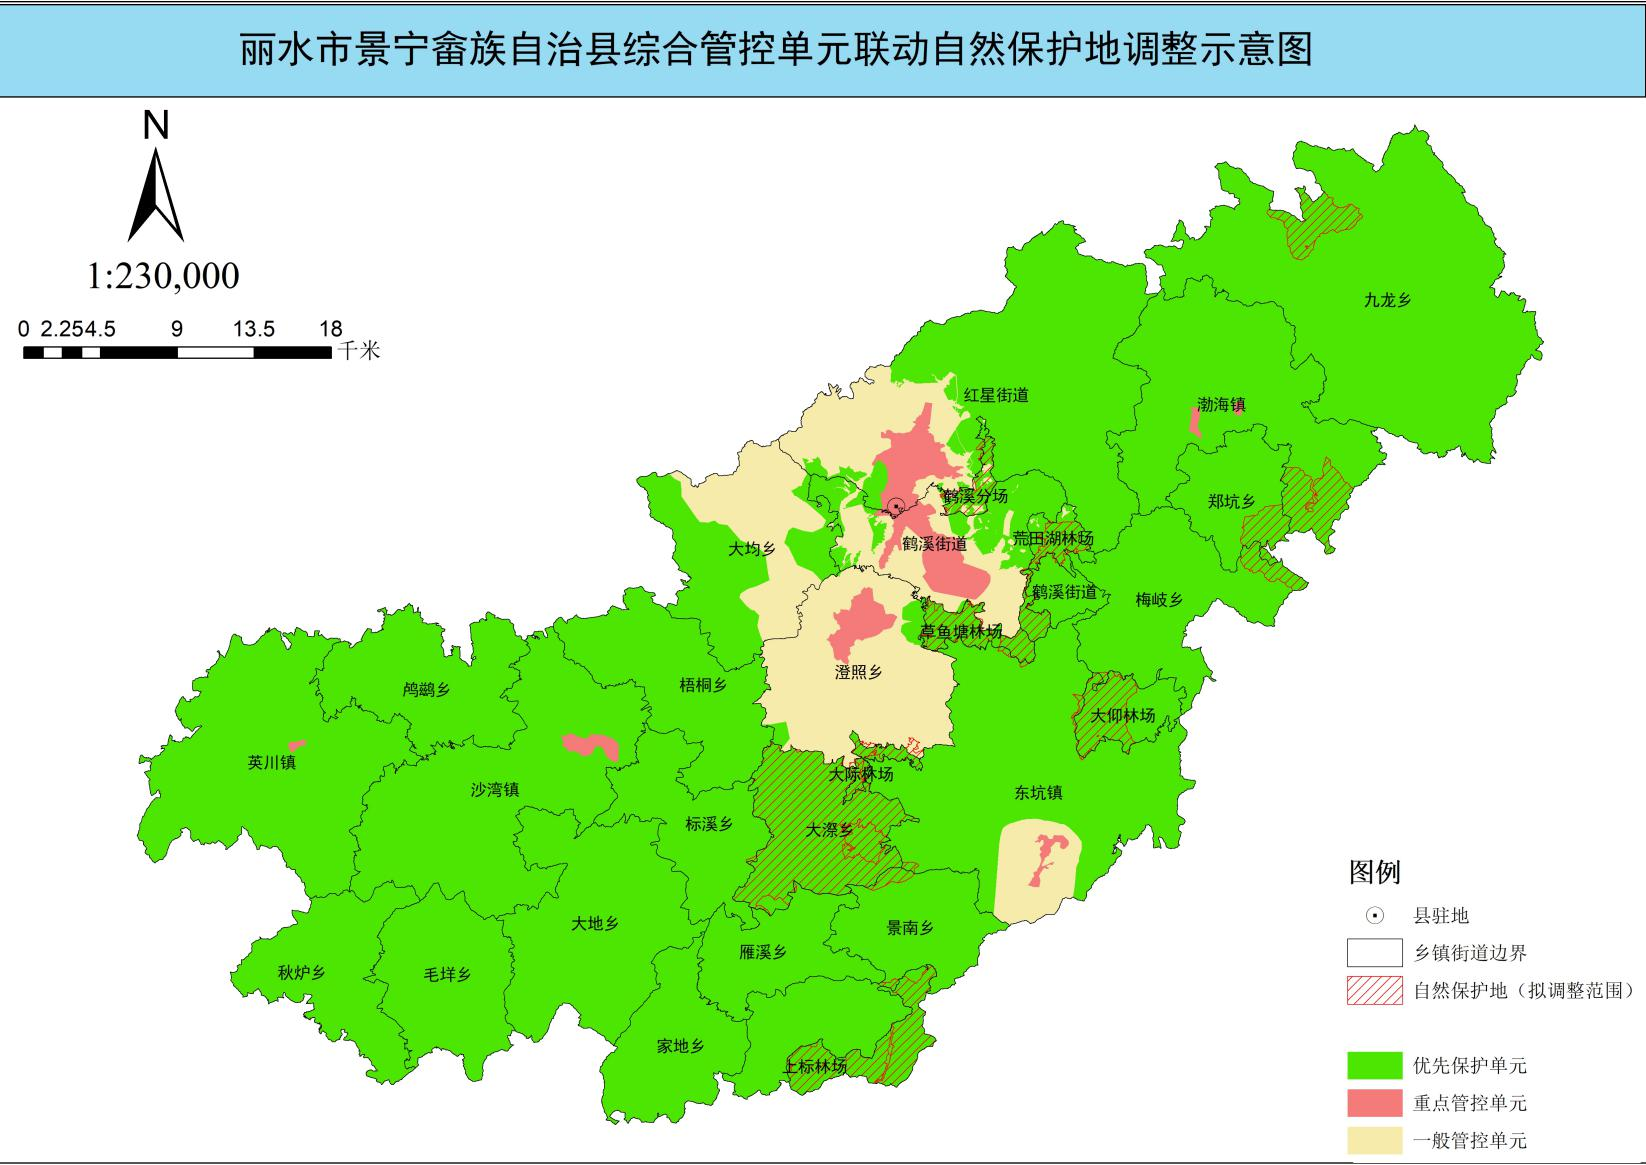 丽水市景宁畲族自治县综合管控单元联动自然保护地调整示意图
N
1:230,000
0 2.25 4.5 9 13.5 18
千米
九龙乡
红星街道
渤海镇
鹤溪分场
郑坑乡
荒田湖林场
鹤溪街道
大均乡
鹤溪街道
梅岐乡
草鱼塘林场
澄照乡
梧桐乡
鸬鹚乡
大仰林场
英川镇
大际林场
沙湾镇
东坑镇
标溪乡
大漈乡
大地乡
景南乡
雁溪乡
秋炉乡
毛垟乡
家地乡
上标林场
图例
县驻地
乡镇街道边界
自然保护地（拟调整范围）
优先保护单元
重点管控单元
一般管控单元